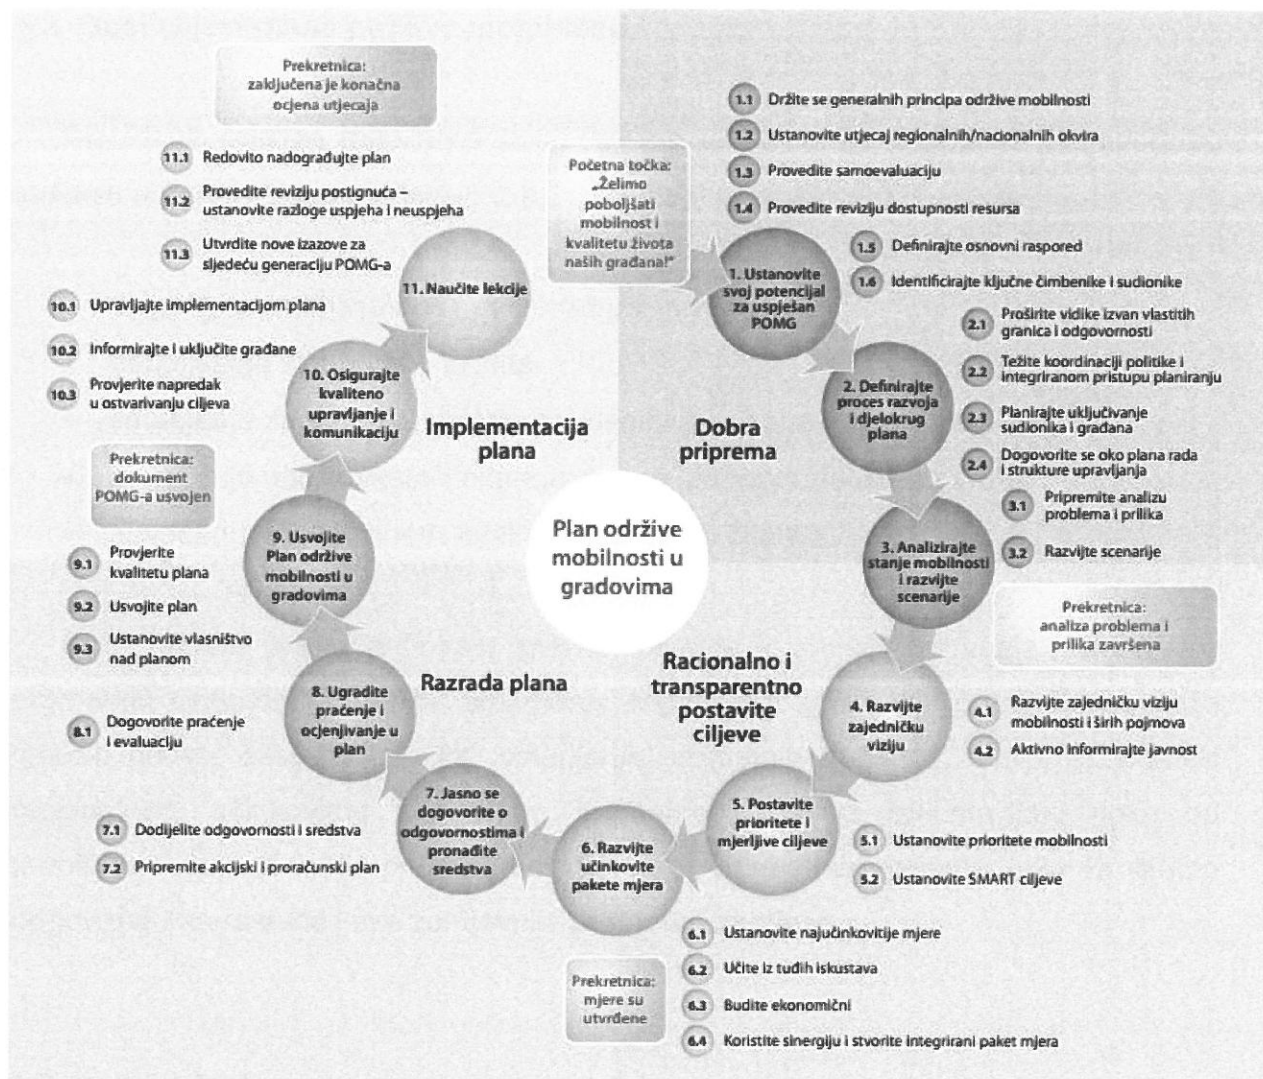 Prekretnica:
zaključena je konačna
ocjena utjecaja
11.1 Redovito nadograđujte plan
11.2 Provedite reviziju postignuća –
ustanovite razloge uspjeha i neuspjeha
11.3 Utvrdite nove izazove za
sljedeću generaciju POMG-a
11. Naučite lekcije
Početna točka:
„Želimo
poboljšati
mobilnost i
kvalitetu života
naših građana!“
1.1 Držite se generalnih principa održive mobilnosti
1.2 Ustanovite utjecaj regionalnih/nacionalnih okvira
1.3 Provedite samoevaluaciju
1.4 Provedite reviziju dostupnosti resursa
1.5 Definirajte osnovni raspored
1.6 Identificirajte ključne čimbenike i sudionike
1. Ustanovite
svoj potencijal
za uspješan
POMG
2.1 Proširite vidike izvan vlastitih
granica i odgovornosti
2.2 Težite koordinaciji politike i
integriranom pristupu planiranju
2.3 Planirajte uključivanje
sudionika i građana
2.4 Dogovorite se oko plana rada
i strukture upravljanja
2. Definirajte
proces razvoja
i djelokrug
plana
10.1 Upravljajte implementacijom plana
10.2 Informirajte i uključite građane
10.3 Provjerite napredak
u ostvarivanju ciljeva
10. Osigurajte
kvaliteno
upravljanje i
komunikaciju
Implementacija
plana
Dobra
priprema
Prekretnica:
dokument
POMG-a usvojen
9. Usvojite
Plan održive
mobilnosti u
gradovima
Plan održive
mobilnosti u
gradovima
3. Analizirajte
stanje mobilnosti
i razvijte
scenarije
3.1 Pripremite analizu
problema i prilika
3.2 Razvijte scenarije
Prekretnica:
analiza problema i
prilika završena
9.1 Provjerite
kvalitetu plana
9.2 Usvojite plan
9.3 Ustanovite vlasništvo
nad planom
8. Ugradite
praćenje i
ocjenjivanje u
plan
Razrada plana
Racionalno i
transparentno
postavite
ciljeve
4. Razvijte
zajedničku
viziju
4.1 Razvijte zajedničku viziju
mobilnosti i širih pojmova
4.2 Aktivno informirajte javnost
8.1 Dogovorite praćenje
i evaluaciju
7. Jasno se
dogovorite o
odgovornostima i
pronađite
sredstva
7.1 Dodijelite odgovornosti i sredstva
7.2 Pripremite akcijski i proračunski plan
6. Razvijte
učinkovite
pakete mjera
5. Postavite
prioritete i
mjerljive ciljeve
5.1 Ustanovite prioritete mobilnosti
5.2 Ustanovite SMART ciljeve
Prekretnica:
mjere su
utvrđene
6.1 Ustanovite najučinkovitije mjere
6.2 Učite iz tuđih iskustava
6.3 Budite ekonomični
6.4 Koristite sinergiju i stvorite integrirani paket mjera